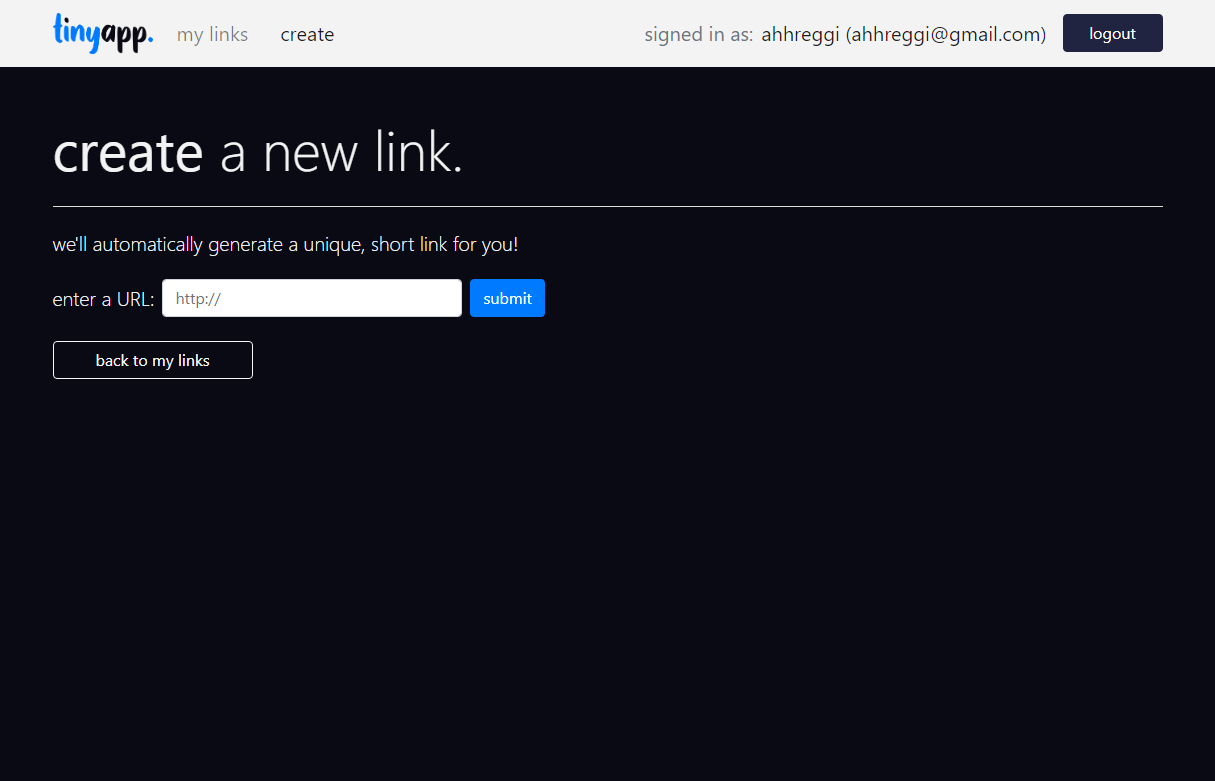 tinyapp. my links create signed in as: ahhreggi (ahhreggi@gmail.com) logout
create a new link.
we'll automatically generate a unique, short link for you!
enter a URL: http:// submit
back to my links